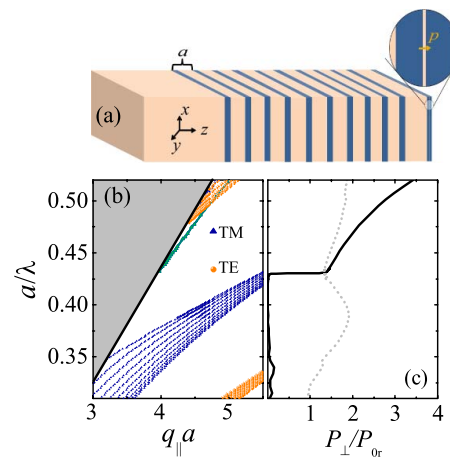 a
p
(a)
x
z
y
(b)
0.50
0.45
0.40
0.35
a/λ
TM
TE
3 4 5
q∥a
(c)
0 1 2 3 4
P⊥/P0r